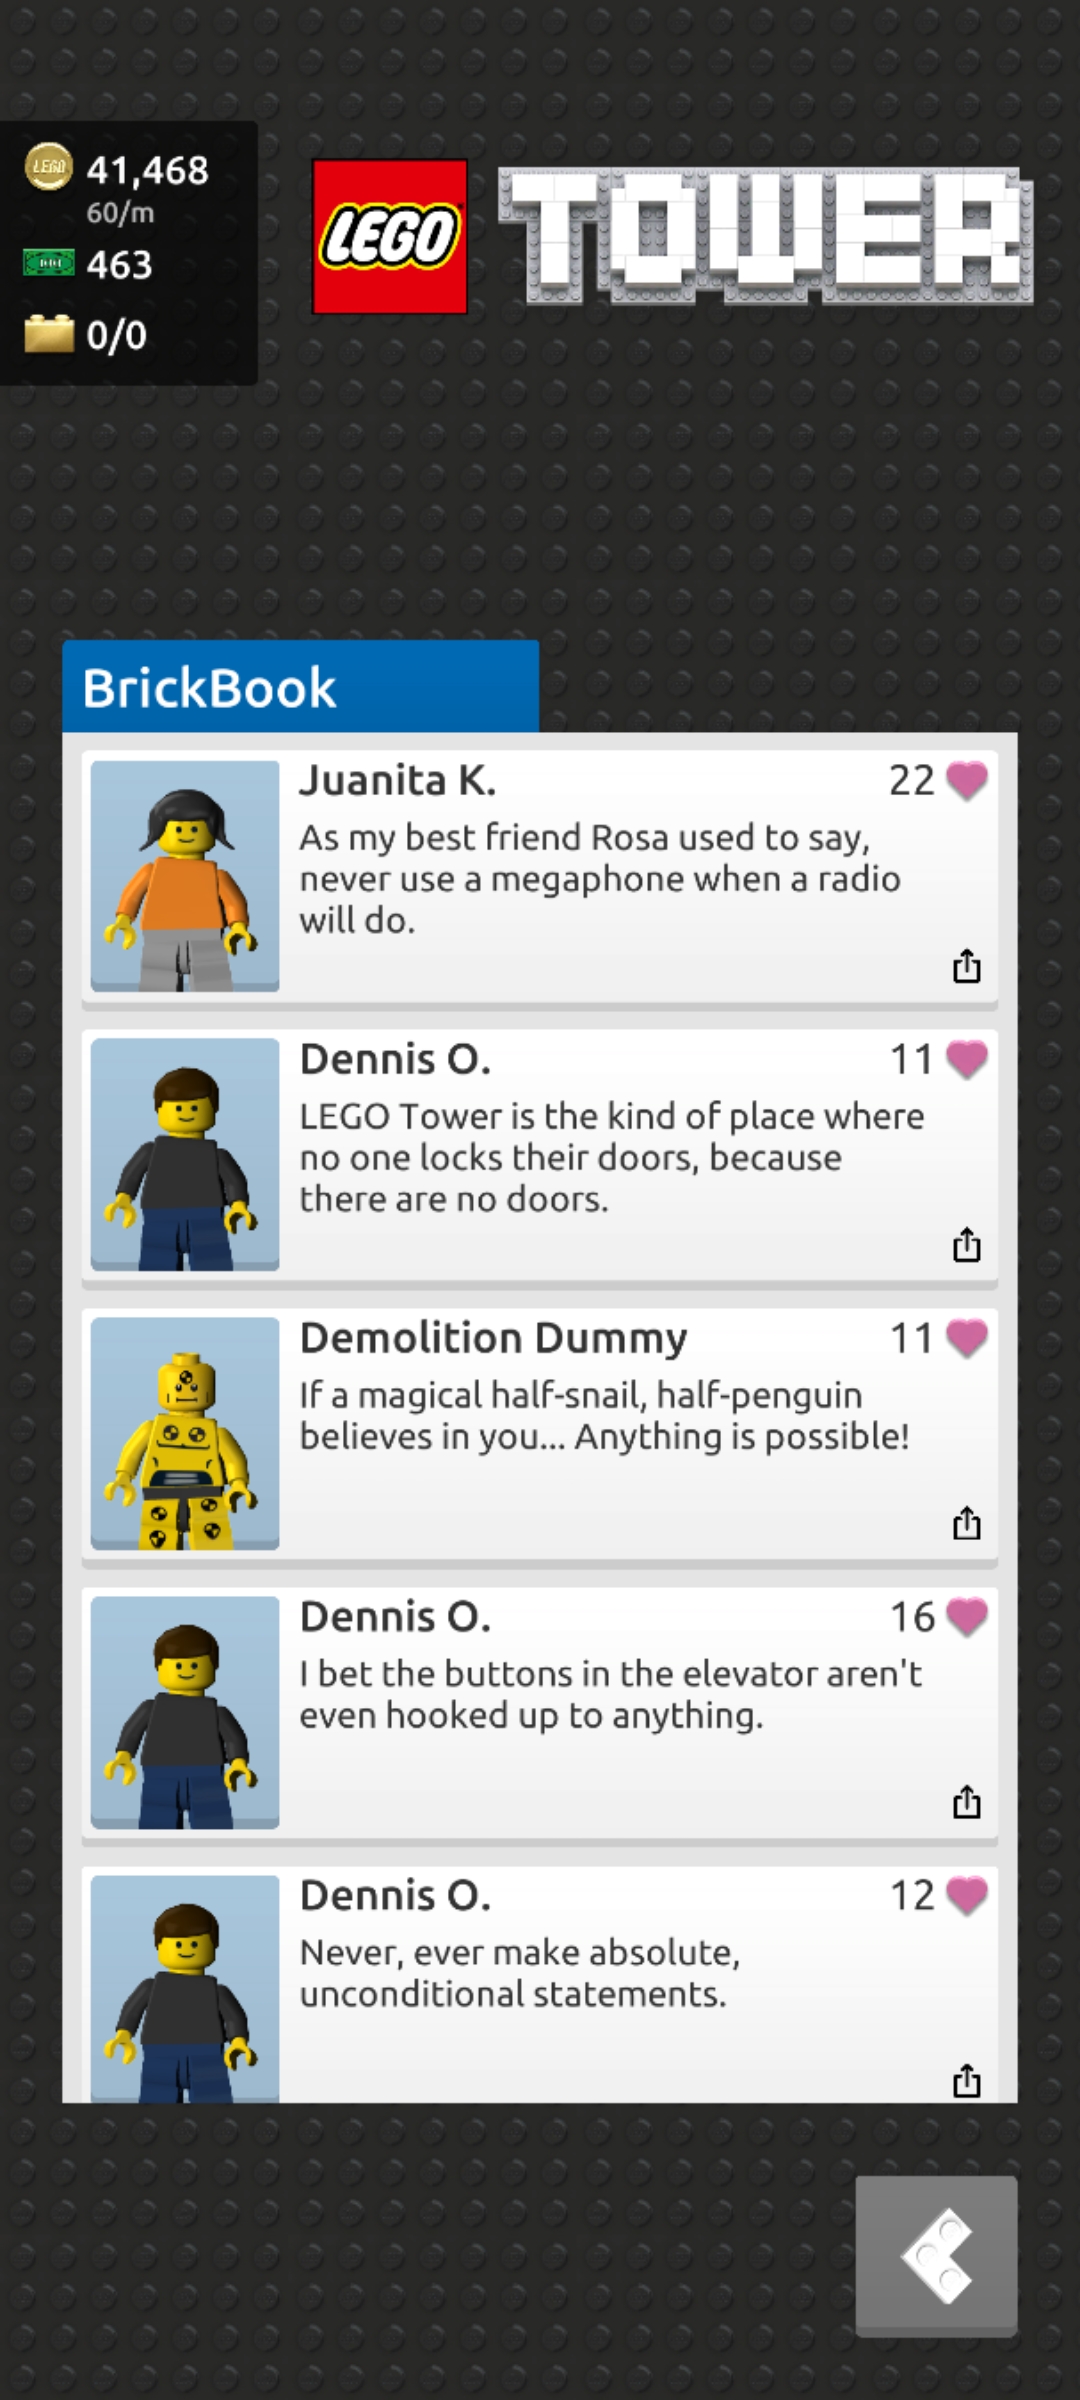 LEGO
41,468
60/m
463
0/0
LEGO
TOWER
BrickBook
Juanita K.
22
As my best friend Rosa used to say,
never use a megaphone when a radio
will do.
Dennis O.
11
LEGO Tower is the kind of place where
no one locks their doors, because
there are no doors.
Demolition Dummy
11
If a magical half-snail, half-penguin
believes in you... Anything is possible!
Dennis O.
16
I bet the buttons in the elevator aren't
even hooked up to anything.
Dennis O.
12
Never, ever make absolute,
unconditional statements.